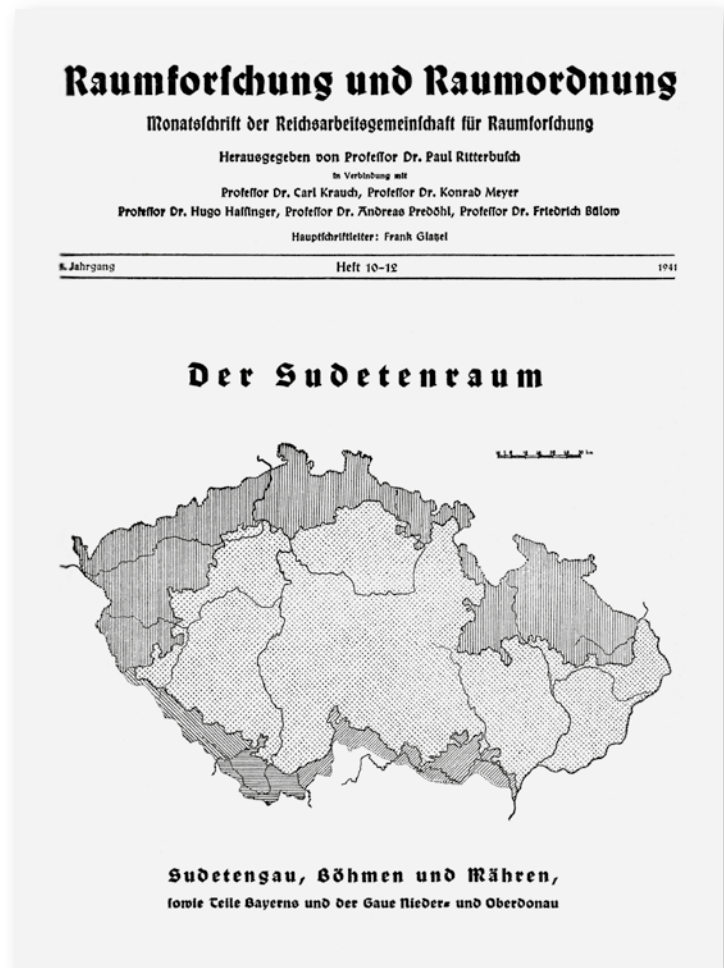 Raumforschung und Raumordnung
Monatsschrift der Reichsarbeitsgemeinschaft für Raumforschung
Herausgegeben von Professor Dr. Paul Ritterbusch
in Verbindung mit
Professor Dr. Carl Krauch, Professor Dr. Konrad Meyer
Professor Dr. Hugo Hassinger, Professor Dr. Andreas Predöhl, Professor Dr. Friedrich Bülow
Hauptschriftleiter: Frank Glatzel
Jahrgang Heft 10-12 1941
Der Sudetenraum
Sudetengau, Böhmen und Mähren,
sowie Teile Bayerns und der Gaue Nieder- und Oberdonau